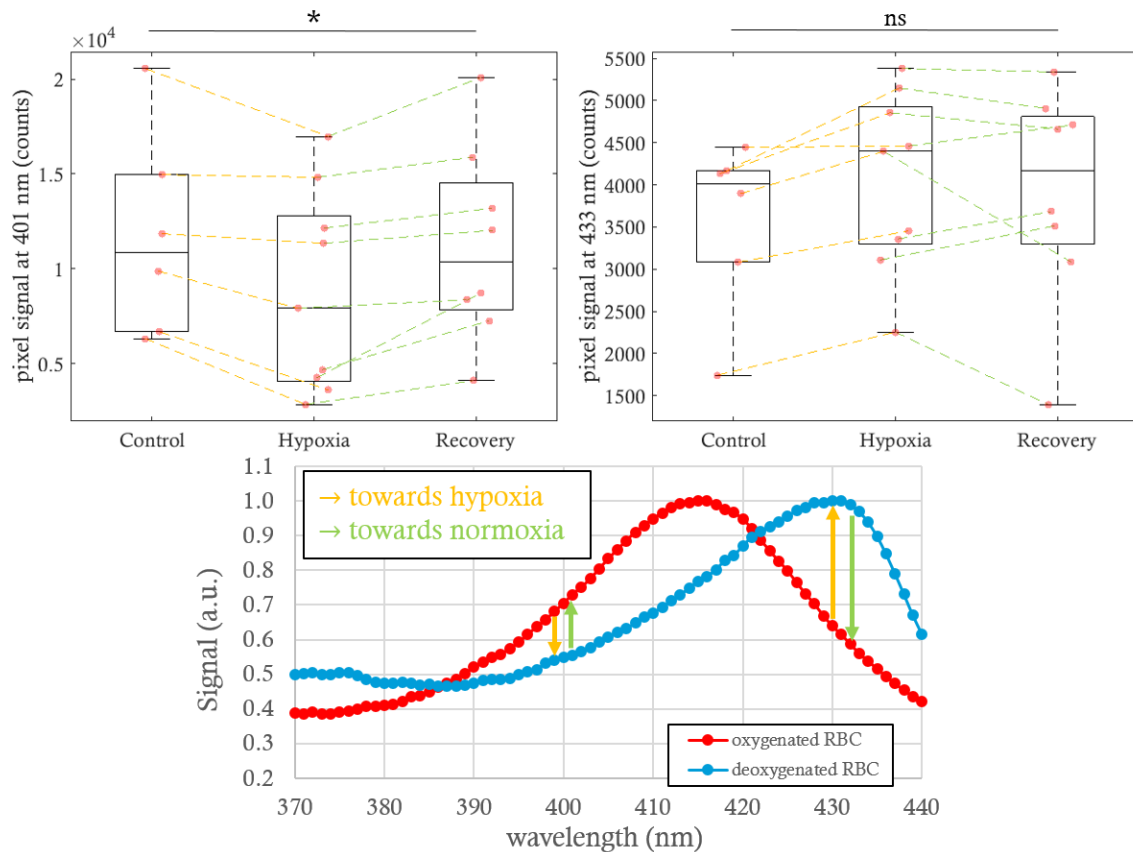 *
ns
×10⁴
2
1.5
1
0.5
pixel signal at 401 nm (counts)
Control
Hypoxia
Recovery
5500
5000
4500
4000
3500
3000
2500
2000
1500
pixel signal at 433 nm (counts)
Control
Hypoxia
Recovery
1.1
1.0
0.9
0.8
0.7
0.6
0.5
0.4
0.3
0.2
Signal (a.u.)
→ towards hypoxia
→ towards normoxia
oxygenated RBC
deoxygenated RBC
370
380
390
400
410
420
430
440
wavelength (nm)